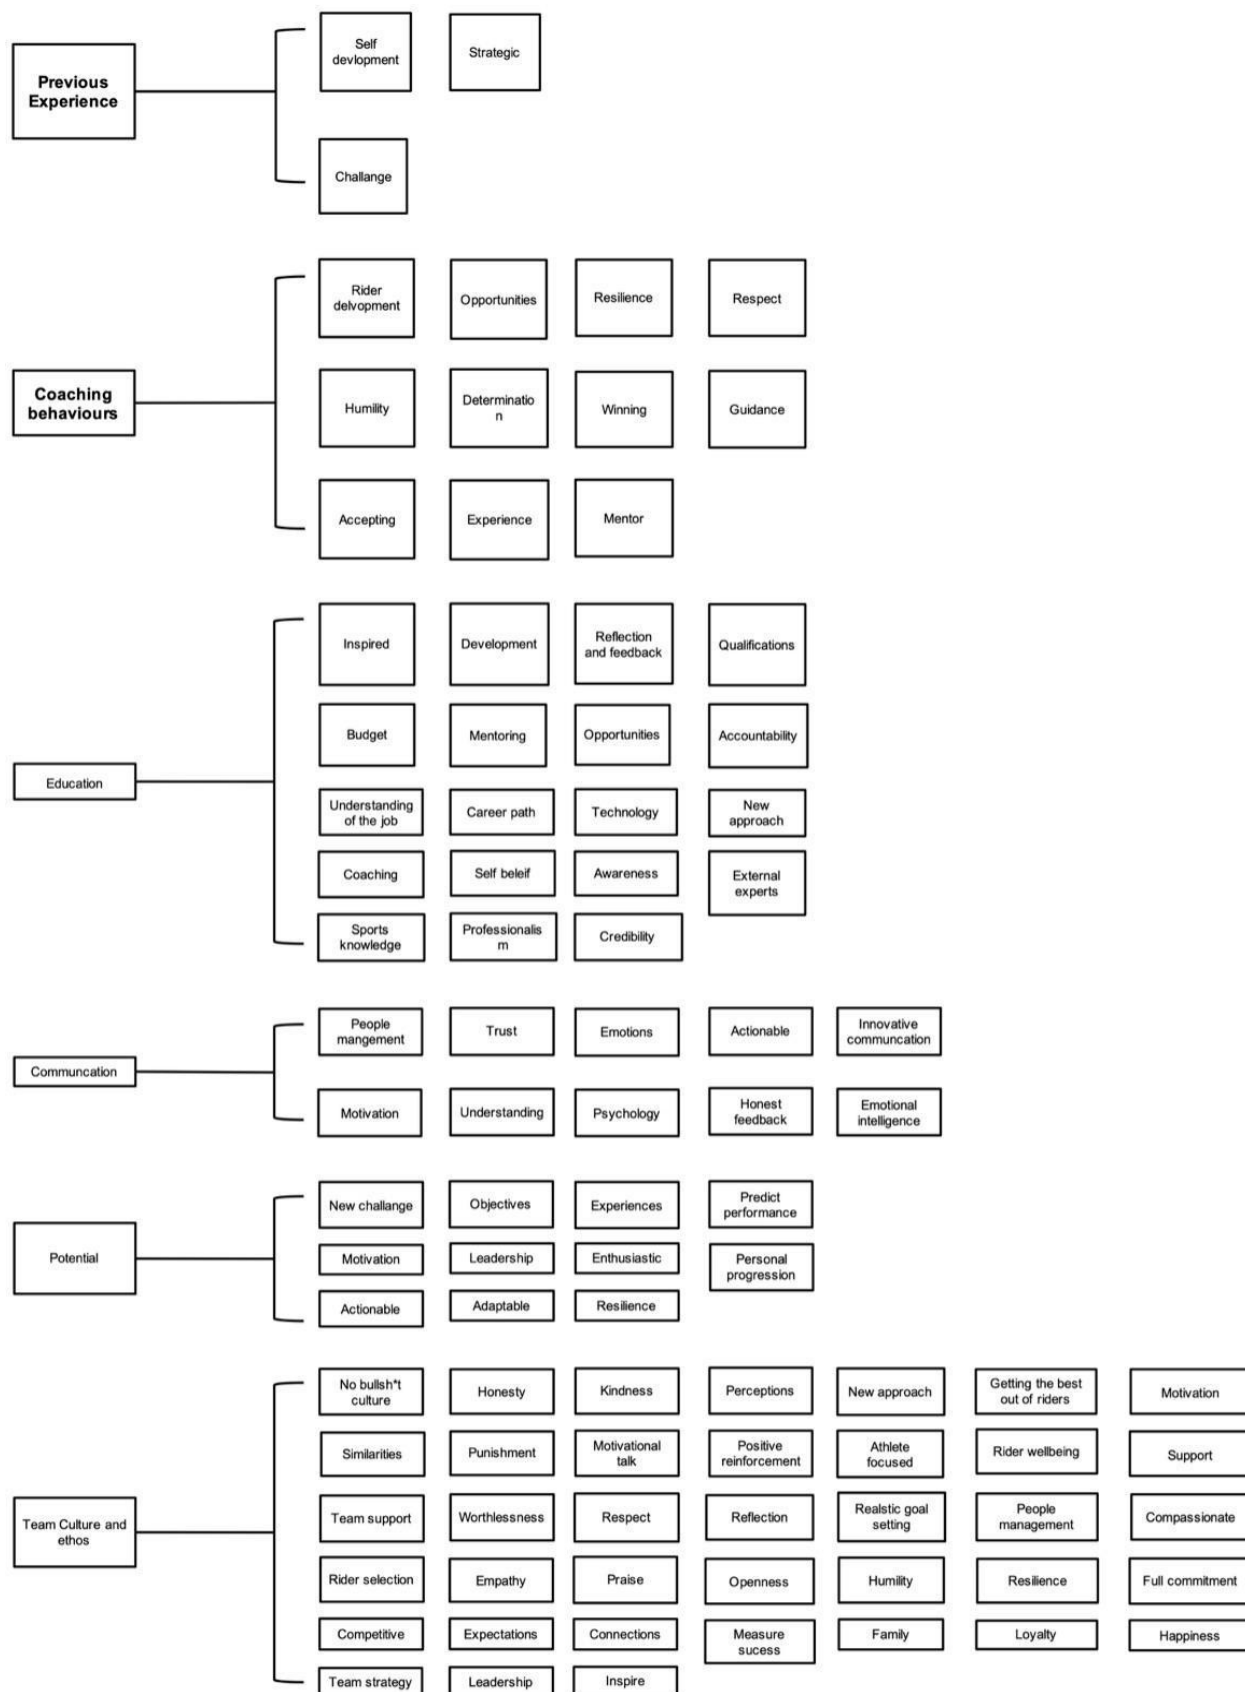 Previous
Experience
Self
devlopment
Strategic
Challange
Coaching
behaviours
Rider
delvopment
Opportunities
Resilience
Respect
Humility
Determinatio
n
Winning
Guidance
Accepting
Experience
Mentor
Education
Inspired
Development
Reflection
and feedback
Qualifications
Budget
Mentoring
Opportunities
Accountability
Understanding
of the job
Career path
Technology
New
approach
Coaching
Self beleif
Awareness
External
experts
Sports
knowledge
Professionalis
m
Credibility
Communcation
People
mangement
Trust
Emotions
Actionable
Innovative
communcation
Motivation
Understanding
Psychology
Honest
feedback
Emotional
intelligence
Potential
New challange
Objectives
Experiences
Predict
performance
Motivation
Leadership
Enthusiastic
Personal
progression
Actionable
Adaptable
Resilience
Team Culture and
ethos
No bullsh*t
culture
Honesty
Kindness
Perceptions
New approach
Getting the best
out of riders
Motivation
Similarities
Punishment
Motivational
talk
Positive
reinforcement
Athlete
focused
Rider wellbeing
Support
Team support
Worthlessness
Respect
Reflection
Realstic goal
setting
People
management
Compassionate
Rider selection
Empathy
Praise
Openness
Humility
Resilience
Full commitment
Competitive
Expectations
Connections
Measure
sucess
Family
Loyalty
Happiness
Team strategy
Leadership
Inspire